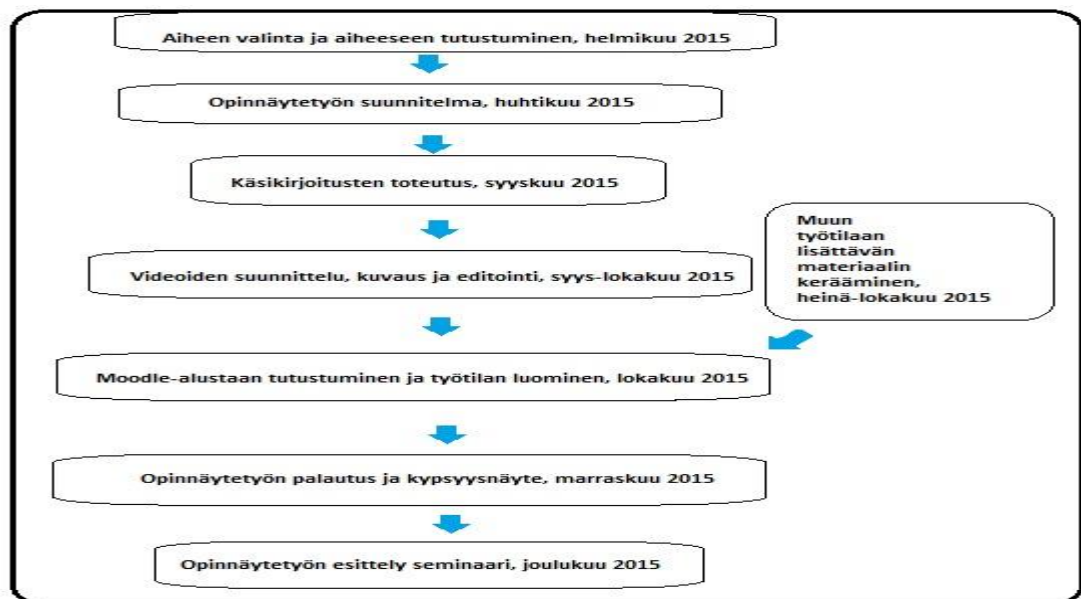 Aiheen valinta ja aiheeseen tutustuminen, helmikuu 2015
Opinnäytetyön suunnitelma, huhtikuu 2015
Käsikirjoitusten toteutus, syyskuu 2015
Videoiden suunnittelu, kuvaus ja editointi, syys-lokakuu 2015
Muun
työtilaan
lisättävän
materiaalin
kerääminen,
heinä-lokakuu 2015
Moodle-alustaan tutustuminen ja työtilan luominen, lokakuu 2015
Opinnäytetyön palautus ja kypsyysnäyte, marraskuu 2015
Opinnäytetyön esittely seminaari, joulukuu 2015